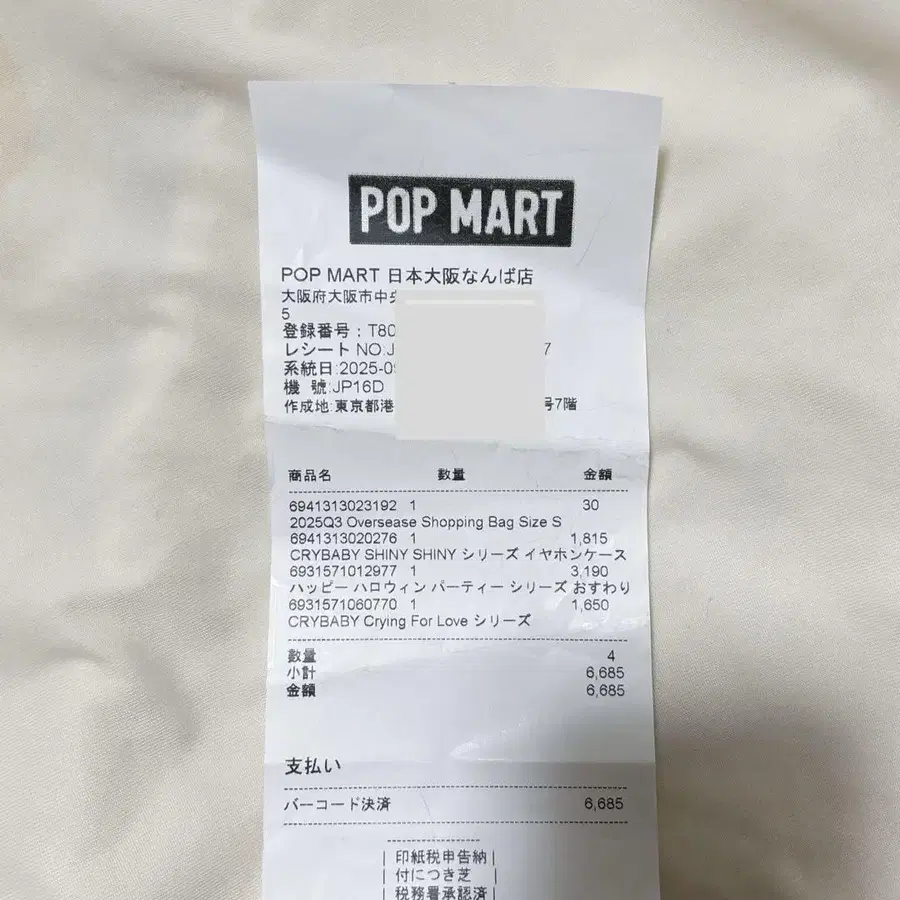 POP MART
POP MART 日本大阪なんば店
大阪府大阪市中央
5
登録番号：T80
レシート NO.J 7
系統日:2025-09
機 號:JP16D
作成地:東京都港 号7階
商品名 数量 金額
6941313023192 1 30
2025Q3 Oversease Shopping Bag Size S
6941313020276 1 1,815
CRYBABY SHINY SHINY シリーズ イヤホンケース
6931571012977 1 3,190
ハッピー ハロウィン パーティー シリーズ おすわり
6931571060770 1 1,650
CRYBABY Crying For Love シリーズ
数量 4
小計 6,685
金額 6,685
支払い
バーコード決済 6,685
印紙税申告納
付につき芝
税務署承認済